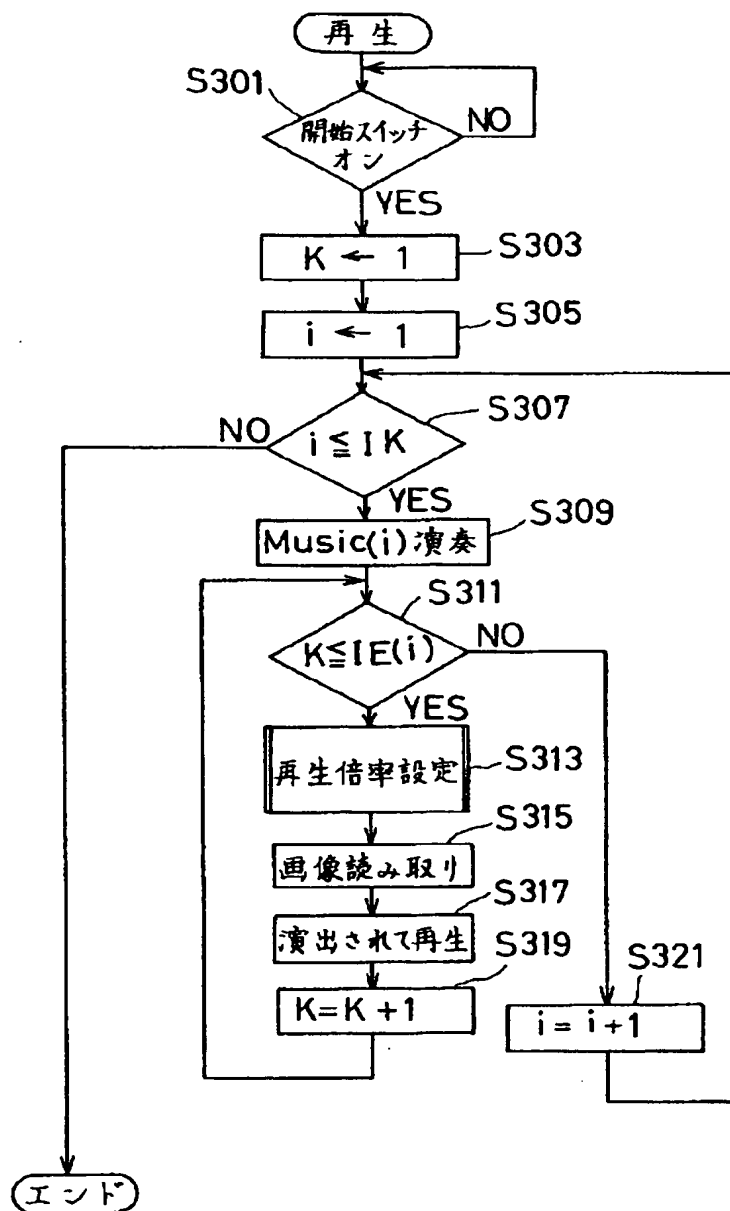 再生
S301
開始スイッチ
オン
NO
YES
K ← 1
S303
i ← 1
S305
S307
NO
i ≦ I K
YES
S309
Music(i)演奏
S311
K≦IE(i)
NO
YES
再生倍率設定
S313
S315
画像読み取り
S317
演出されて再生
S319
K=K+1
S321
i=i+1
エンド